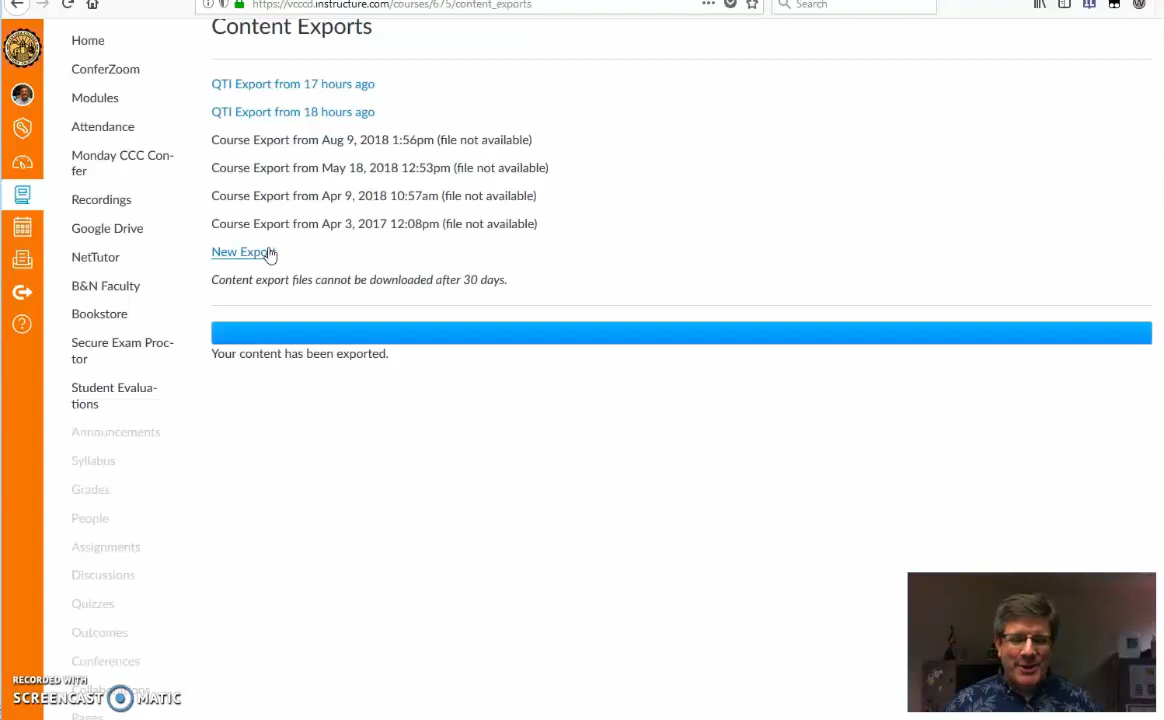 https://vcccd.instructure.com/courses/675/content_exports
Search
Content Exports
Home
ConferZoom
Modules
Attendance
Monday CCC Con-
fer
Recordings
Google Drive
NetTutor
B&N Faculty
Bookstore
Secure Exam Proc-
tor
Student Evalua-
tions
Announcements
Syllabus
Grades
People
Assignments
Discussions
Quizzes
Outcomes
Conferences
Collaborations
Pages
QTI Export from 17 hours ago
QTI Export from 18 hours ago
Course Export from Aug 9, 2018 1:56pm (file not available)
Course Export from May 18, 2018 12:53pm (file not available)
Course Export from Apr 9, 2018 10:57am (file not available)
Course Export from Apr 3, 2017 12:08pm (file not available)
New Export
Content export files cannot be downloaded after 30 days.
Your content has been exported.
RECORDED WITH
SCREENCAST MATIC